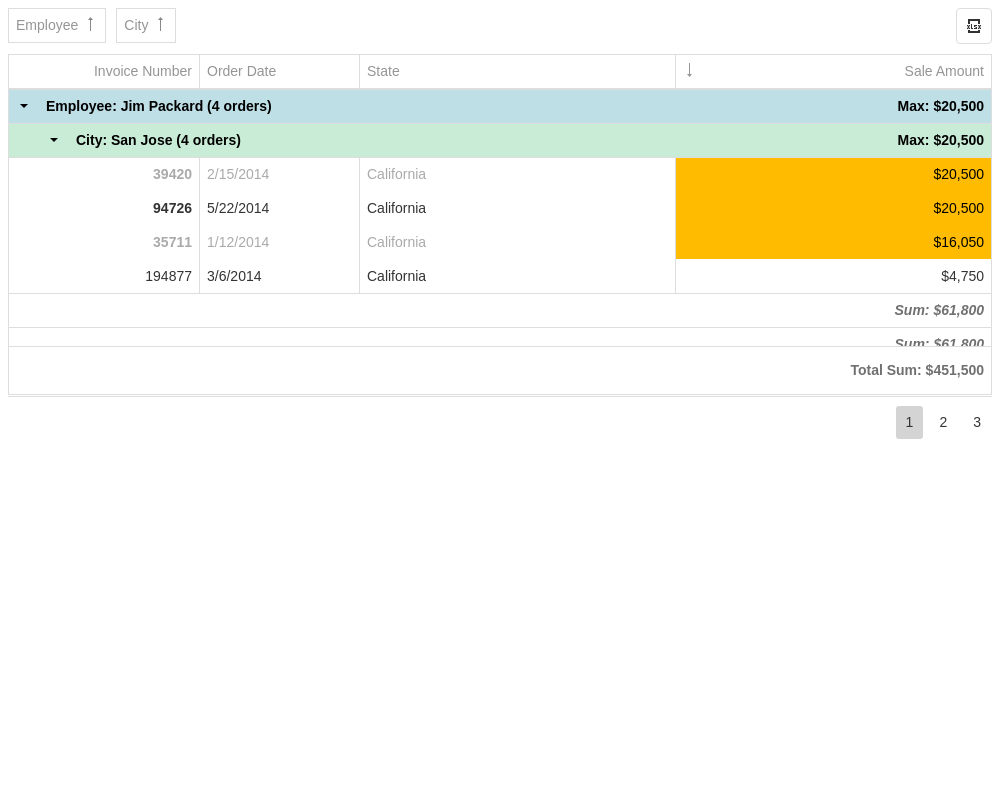 Employee City
xlsx
Invoice Number Order Date State Sale Amount
Employee: Jim Packard (4 orders) Max: $20,500
City: San Jose (4 orders) Max: $20,500
39420 2/15/2014 California $20,500
94726 5/22/2014 California $20,500
35711 1/12/2014 California $16,050
194877 3/6/2014 California $4,750
Sum: $61,800
Sum: $61,800
Total Sum: $451,500
1 2 3